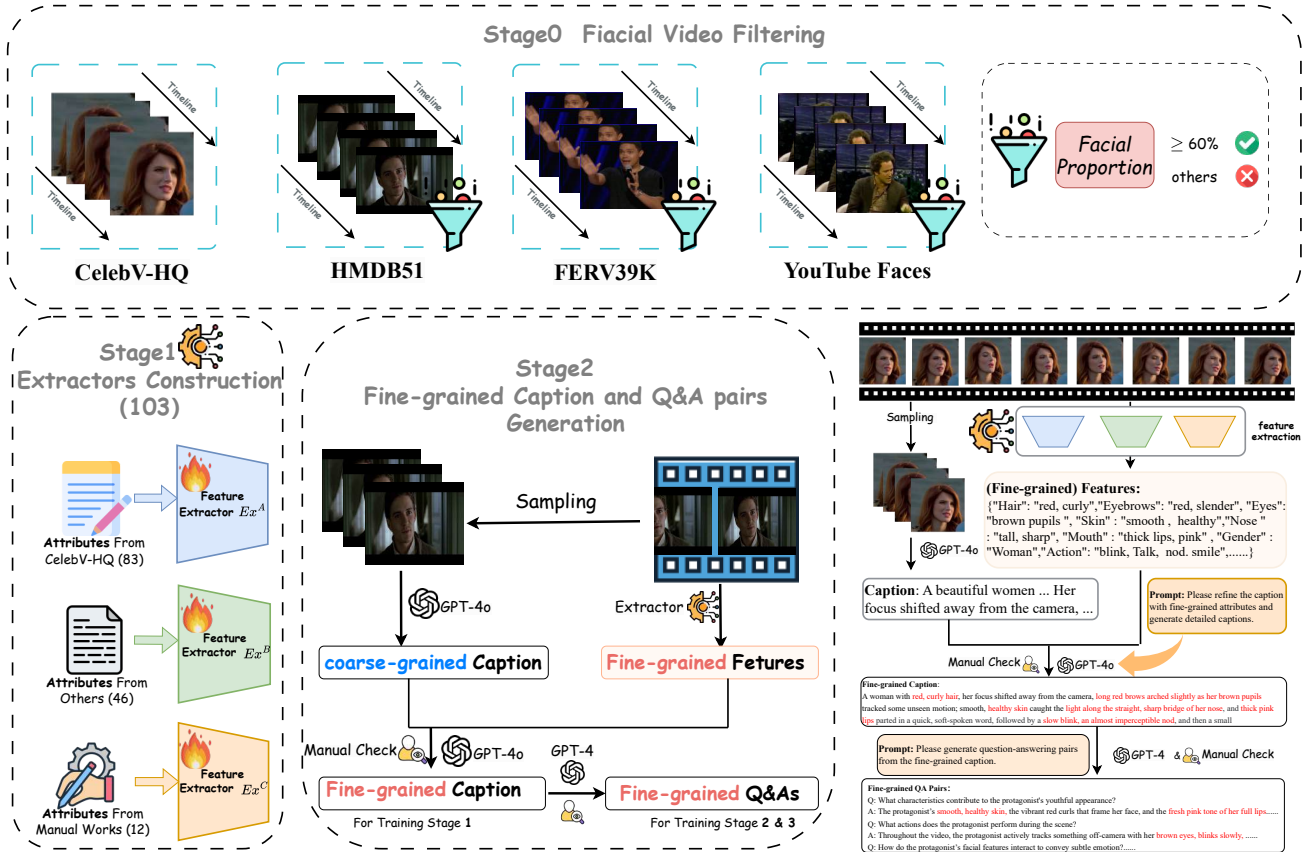 Stage0 Fiacial Video Filtering
Timeline
Timeline
CelebV-HQ
Timeline
Timeline
HMDB51
Timeline
Timeline
FERV39K
Timeline
Timeline
YouTube Faces
Facial
Proportion
≥ 60%
others
Stage1
Extractors Construction
(103)
Feature
Extractor Ex^A
Attributes From
CelebV-HQ (83)
Feature
Extractor Ex^B
Attributes From
Others (46)
Feature
Extractor Ex^C
Attributes From
Manual Works (12)
Stage2
Fine-grained Caption and Q&A pairs
Generation
Sampling
GPT-4o
Extractor
coarse-grained Caption
Fine-grained Fetures
Manual Check
GPT-4o
GPT-4
Fine-grained Caption
Fine-grained Q&As
For Training Stage 1
For Training Stage 2 & 3
Sampling
feature
extraction
(Fine-grained) Features:
{"Hair": "red, curly","Eyebrows": "red, slender", "Eyes":
"brown pupils ", "Skin" : "smooth , healthy","Nose "
: "tall, sharp", "Mouth" : "thick lips, pink" , "Gender" :
"Woman","Action": "blink, Talk, nod. smile",......}
GPT-4o
Caption: A beautiful women ... Her
focus shifted away from the camera, ...
Prompt: Please refine the caption
with fine-grained attributes and
generate detailed captions.
Manual Check
GPT-4o
Fine-grained Caption:
A woman with red, curly hair, her focus shifted away from the camera, long red brows arched slightly as her brown pupils
tracked some unseen motion; smooth, healthy skin caught the light along the straight, sharp bridge of her nose, and thick pink
lips parted in a quick, soft-spoken word, followed by a slow blink, an almost imperceptible nod, and then a small
Prompt: Please generate question-answering pairs
from the fine-grained caption.
GPT-4 & Manual Check
Fine-grained QA Pairs:
Q: What characteristics contribute to the protagonist's youthful appearance?
A: The protagonist's smooth, healthy skin, the vibrant red curls that frame her face, and the fresh pink tone of her full lips......
Q: What actions does the protagonist perform during the scene?
A: Throughout the video, the protagonist actively tracks something off-camera with her brown eyes, blinks slowly, ......
Q: How do the protagonist's facial features interact to convey subtle emotion?......